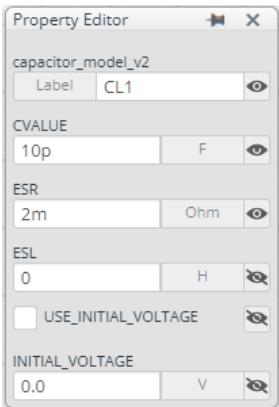 Property Editor
capacitor_model_v2
Label CL1
CVALUE
10p F
ESR
2m Ohm
ESL
0 H
USE_INITIAL_VOLTAGE
INITIAL_VOLTAGE
0.0 V